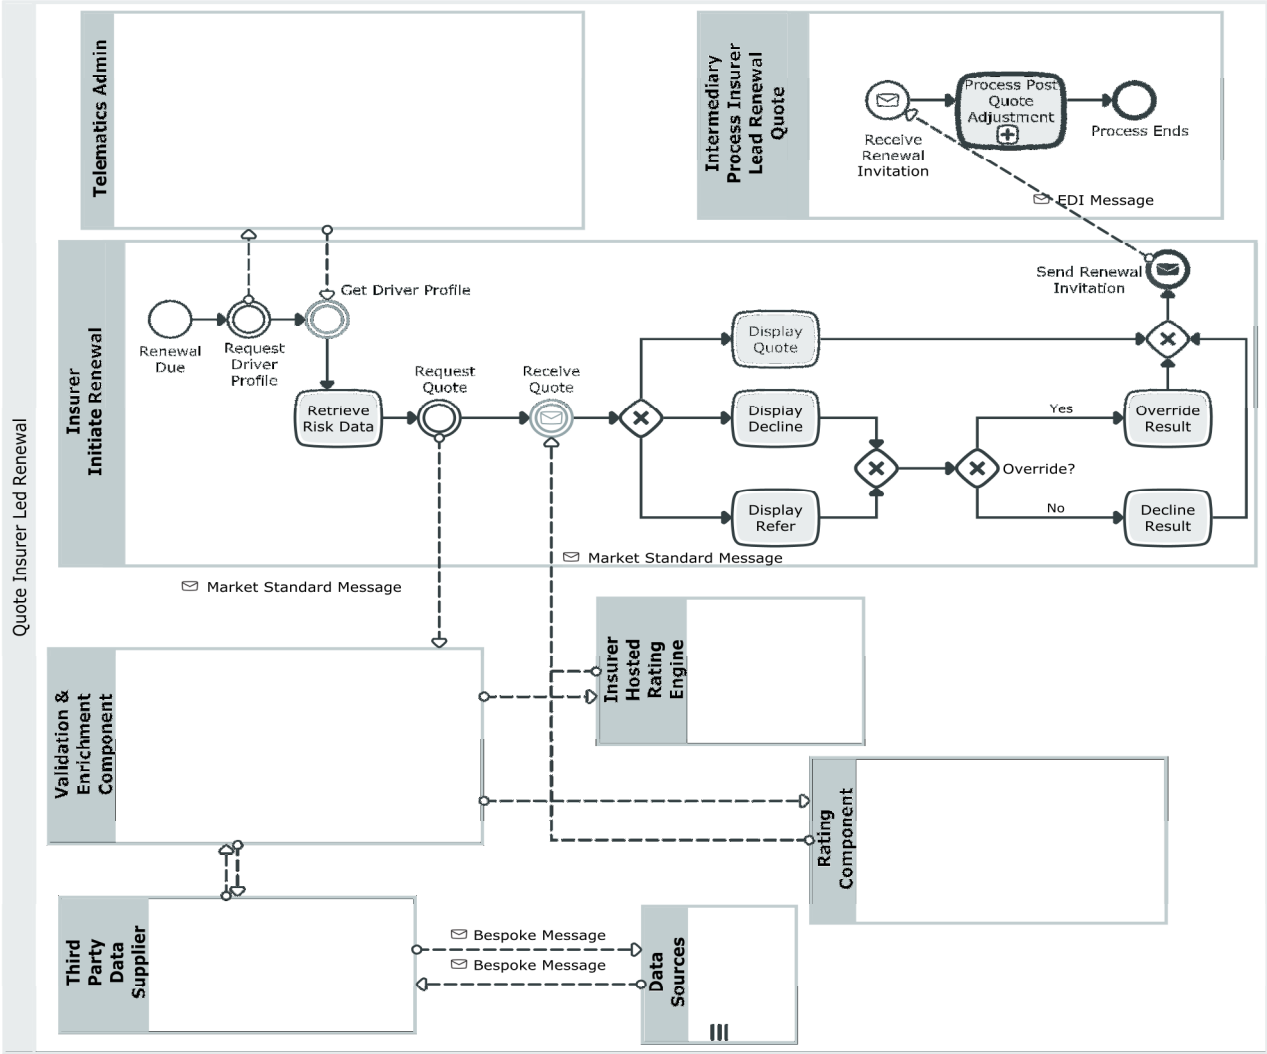 Quote Insurer Led Renewal
Telematics Admin
Intermediary
Process Insurer
Lead Renewal
Quote
Process Post
Quote
Adjustment
Receive
Renewal
Invitation
Process Ends
EDI Message
Insurer
Initiate Renewal
Send Renewal
Invitation
Get Driver Profile
Renewal
Due
Request
Driver
Profile
Display
Quote
Request
Quote
Receive
Quote
Retrieve
Risk Data
Display
Decline
Yes
Override
Result
Override?
No
Display
Refer
Decline
Result
Market Standard Message
Market Standard Message
Insurer
Hosted
Rating
Engine
Validation &
Enrichment
Component
Rating
Component
Third
Party
Data
Supplier
Bespoke Message
Bespoke Message
Data
Sources